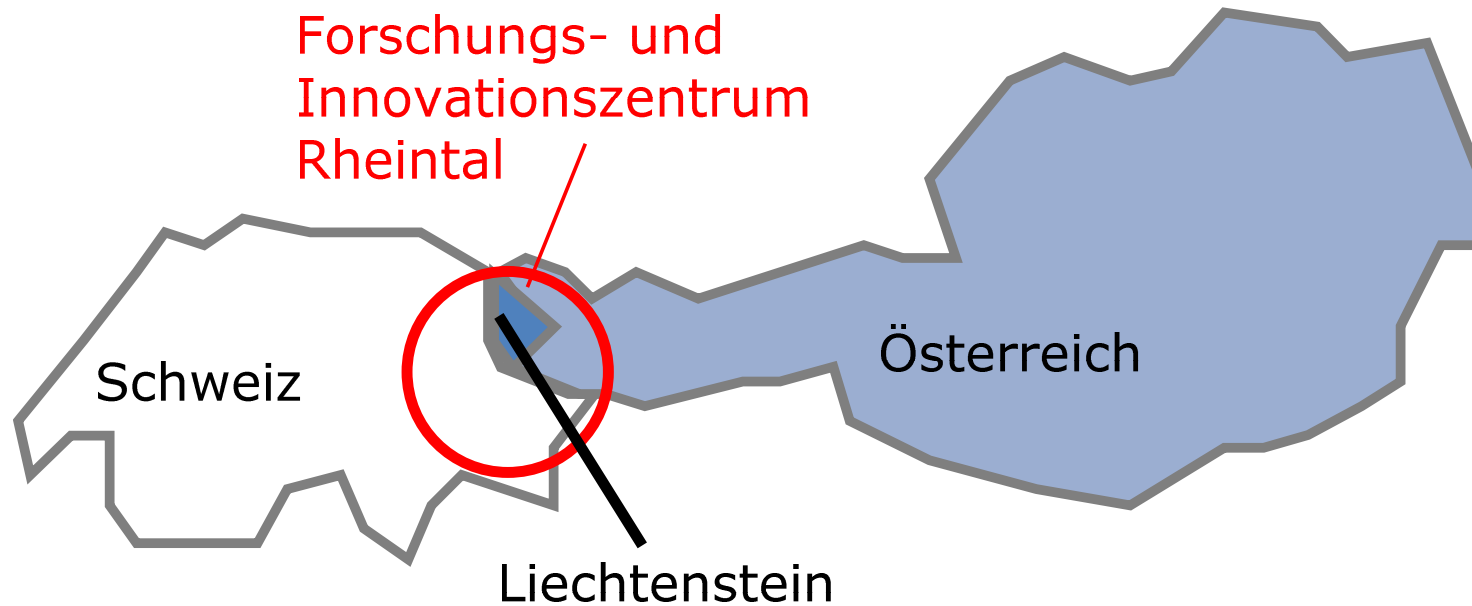 Forschungs- und
Innovationszentrum
Rheintal
Schweiz
Österreich
Liechtenstein